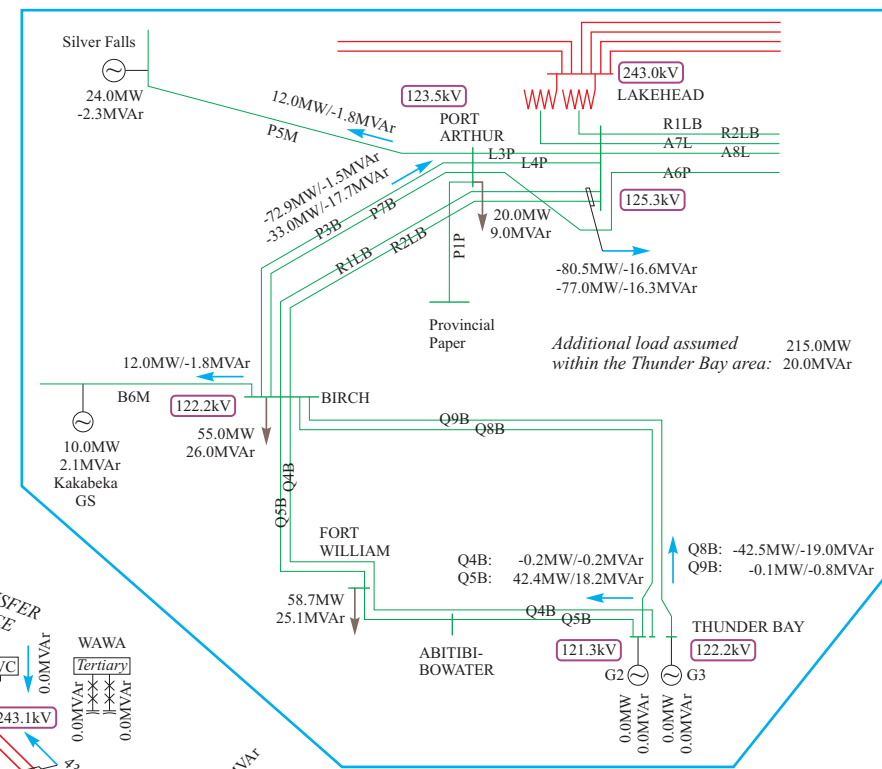 Silver Falls
24.0MW
-2.3MVAr
12.0MW/-1.8MVAr
P5M
123.5kV
PORT
ARTHUR
243.0kV
LAKEHEAD
R1LB
R2LB
A7L
A8L
L3P
L4P
A6P
125.3kV
-72.9MW/-1.5MVAr
-33.0MW/-17.7MVAr
P3B
P7B
R1LB
R2LB
P1P
20.0MW
9.0MVAr
-80.5MW/-16.6MVAr
-77.0MW/-16.3MVAr
Provincial
Paper
Additional load assumed
within the Thunder Bay area:
215.0MW
20.0MVAr
12.0MW/-1.8MVAr
B6M
122.2kV
BIRCH
55.0MW
26.0MVAr
10.0MW
2.1MVAr
Kakabeka
GS
Q9B
Q8B
Q5B
Q4B
FORT
WILLIAM
58.7MW
25.1MVAr
Q4B: -0.2MW/-0.2MVAr
Q5B: 42.4MW/18.2MVAr
Q8B: -42.5MW/-19.0MVAr
Q9B: -0.1MW/-0.8MVAr
Q4B
Q5B
ABITIBI-
BOWATER
THUNDER BAY
121.3kV
122.2kV
G2
G3
0.0MW
0.0MVAr
0.0MW
0.0MVAr
WAWA
Tertiary
0.0MVAr
0.0MVAr
0.0MVAr
243.1kV